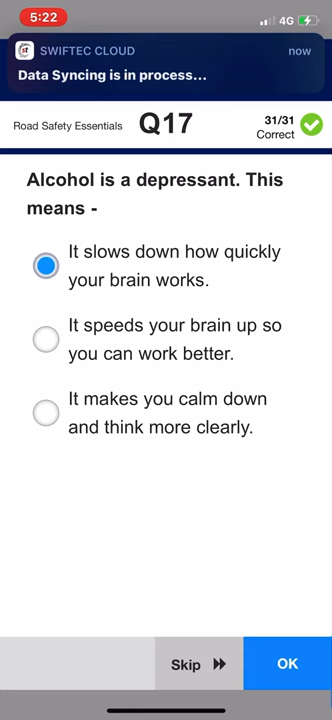 5:22
4G
SWIFTEC CLOUD
now
Data Syncing is in process...
Road Safety Essentials
Q17
31/31
Correct
Alcohol is a depressant. This
means -
It slows down how quickly
your brain works.
It speeds your brain up so
you can work better.
It makes you calm down
and think more clearly.
Skip
OK